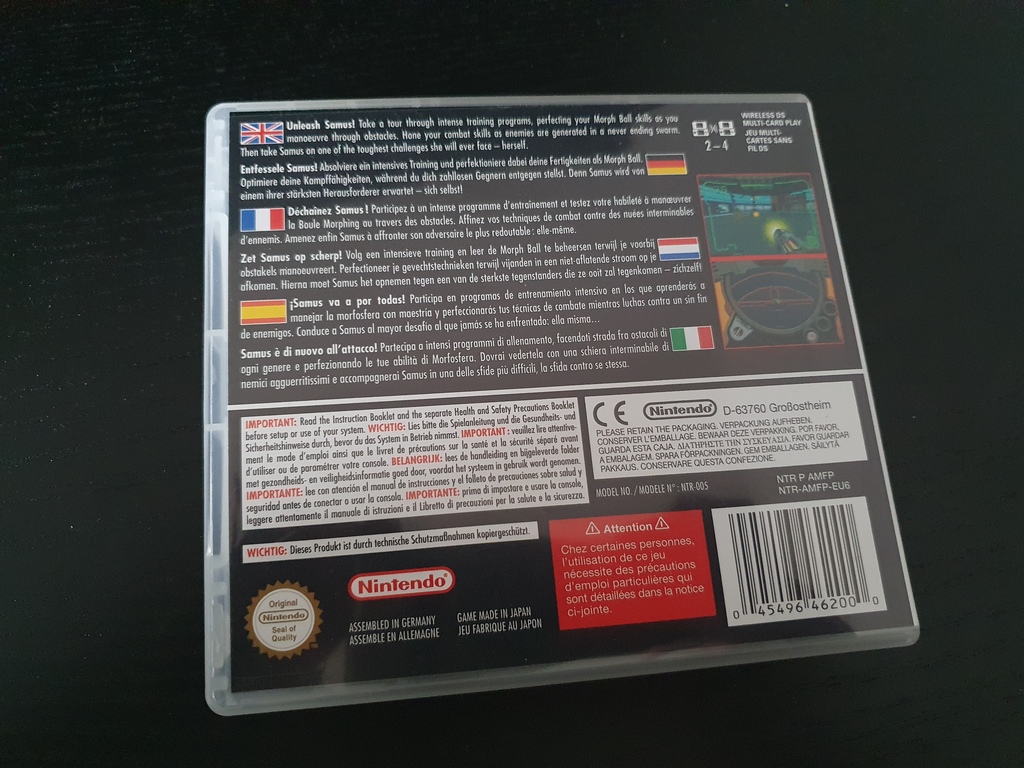 Unleash Samus! Take a tour through intense training programs, perfecting your Morph Ball skills as you
manoeuvre through obstacles. Hone your combat skills as enemies are generated in a never ending swarm.
Then take Samus on one of the toughest challenges she will ever face – herself.
Entfessele Samus! Absolviere ein intensives Training und perfektioniere dabei deine Fertigkeiten als Morph Ball.
Optimiere deine Kampffähigkeiten, während du dich zahllosen Gegnern entgegen stellst. Denn Samus wird von
einem ihrer stärksten Herausforderer erwartet – sich selbst!
Déchaînez Samus ! Participez à un intense programme d'entraînement et testez votre habileté à manœuvrer
la Boule Morphing au travers des obstacles. Affinez vos techniques de combat contre des nuées interminables
d'ennemis. Amenez enfin Samus à affronter son adversaire le plus redoutable : elle-même.
Zet Samus op scherp! Volg een intensieve training en leer de Morph Ball te beheersen terwijl je voorbij
obstakels manoeuvreert. Perfectioneer je gevechtstechnieken terwijl vijanden in een niet-aflatende stroom op je
afkomen. Hierna moet Samus het opnemen tegen een van de sterkste tegenstanders die ze ooit zal tegenkomen – zichzelf!
¡Samus va a por todas! Participa en programas de entrenamiento intensivo en los que aprenderás a
manejar la morfosfera con maestría y perfeccionarás tus técnicas de combate mientras luchas contra un sin fin
de enemigos. Conduce a Samus al mayor desafío al que jamás se ha enfrentado: ella misma...
Samus è di nuovo all'attacco! Partecipa a intensi programmi di allenamento, facendoti strada fra ostacoli di
ogni genere e perfezionando le tue abilità di Morfosfera. Dovrai vedertela con una schiera interminabile di
nemici agguerritissimi e accompagnerai Samus in una delle sfide più difficili, la sfida contro se stessa.
8x8
2–4
WIRELESS DS
MULTI-CARD PLAY
JEU MULTI-
CARTES SANS
FIL DS
IMPORTANT: Read the Instruction Booklet and the separate Health and Safety Precautions Booklet
before setup or use of your system. WICHTIG: Lies bitte die Spielanleitung und die Gesundheits- und
Sicherheitshinweise durch, bevor du das System in Betrieb nimmst. IMPORTANT : veuillez lire attentive-
ment le mode d'emploi ainsi que le livret de précautions sur la santé et la sécurité séparé avant
d'utiliser ou de paramétrer votre console. BELANGRIJK: lees de handleiding en bijgeleverde folder
met gezondheids- en veiligheidsinformatie goed door, voordat het systeem in gebruik wordt genomen.
IMPORTANTE: lee con atención el manual de instrucciones y el folleto de precauciones sobre salud y
seguridad antes de conectar o usar la consola. IMPORTANTE: prima di impostare e usare la console,
leggere attentamente il manuale di istruzioni e il Libretto di precauzioni per la salute e la sicurezza.
CE Nintendo D-63760 Großostheim
PLEASE RETAIN THE PACKAGING. VERPACKUNG AUFHEBEN.
CONSERVER L'EMBALLAGE. BEWAAR DEZE VERPAKKING. POR FAVOR,
GUARDA ESTA CAJA. ΔΙΑΤΗΡΗΣΤΕ ΤΗΝ ΣΥΣΚΕΥΑΣΙΑ. FAVOR GUARDAR
A EMBALAGEM. SPARA FÖRPACKNINGEN. GEM EMBALLAGEN. SÄILYTÄ
PAKKAUS. CONSERVARE QUESTA CONFEZIONE.
MODEL NO. / MODELE N° : NTR-005
NTR P AMFP
NTR-AMFP-EU6
WICHTIG: Dieses Produkt ist durch technische Schutzmaßnahmen kopiergeschützt.
Original
Nintendo
Seal of
Quality
Nintendo®
ASSEMBLED IN GERMANY
ASSEMBLE EN ALLEMAGNE
GAME MADE IN JAPAN
JEU FABRIQUE AU JAPON
Attention
Chez certaines personnes,
l'utilisation de ce jeu
nécessite des précautions
d'emploi particulières qui
sont détaillées dans la notice
ci-jointe.
0 45496 46200 0